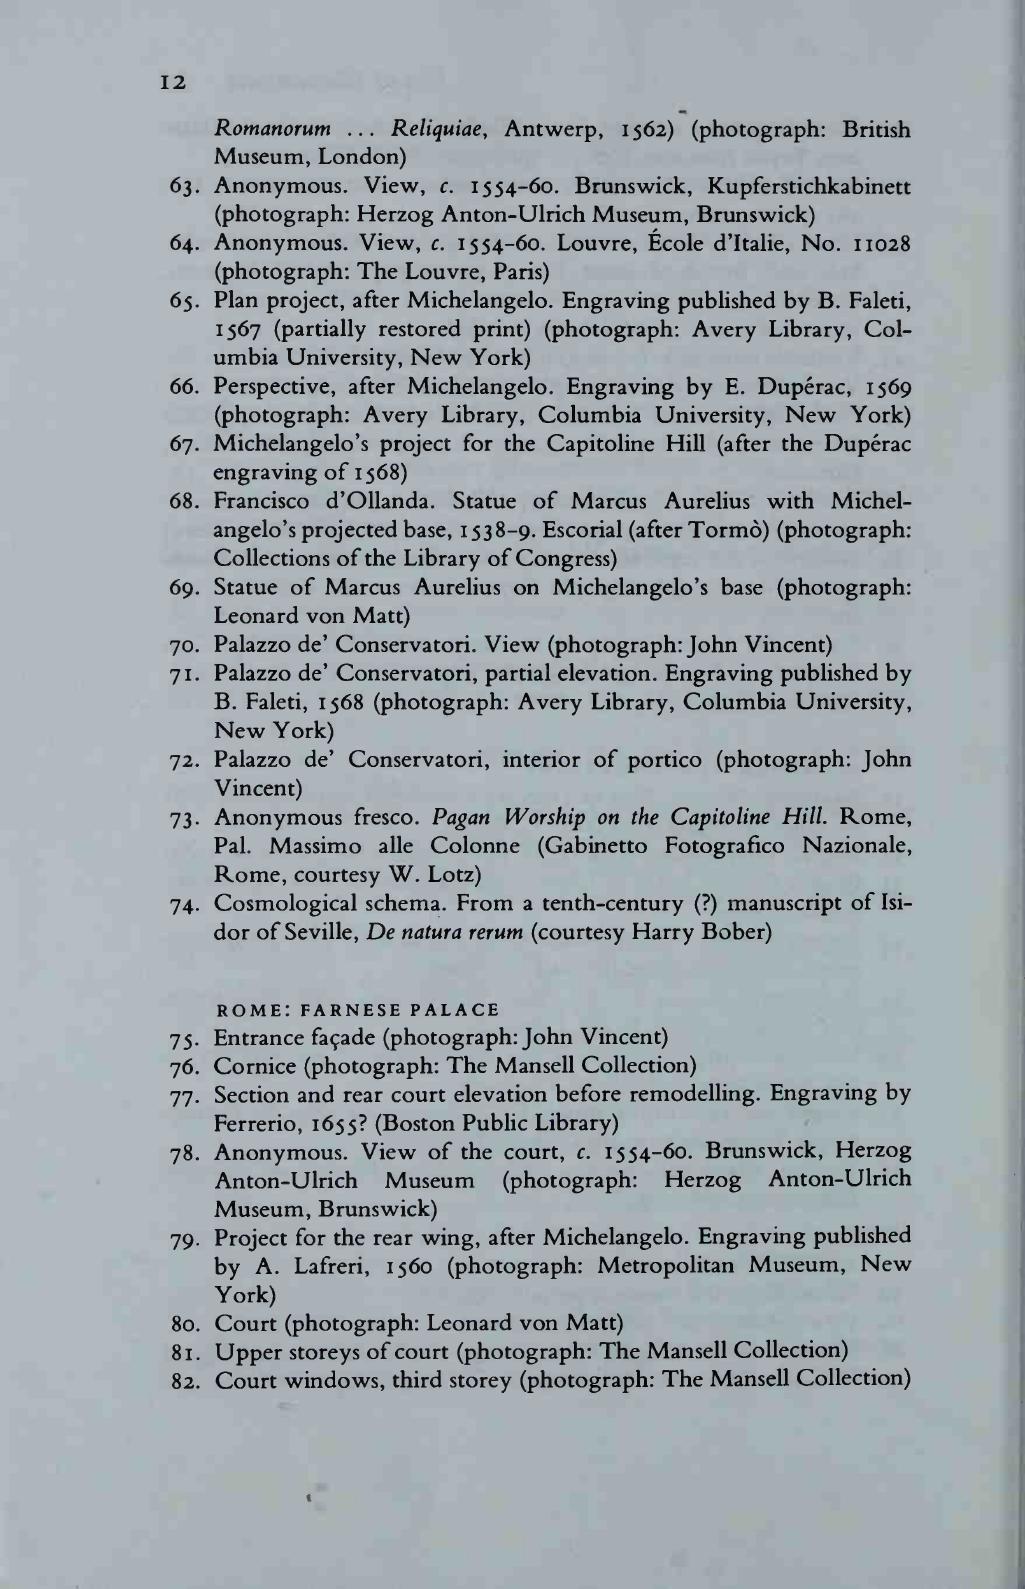 12
Romanorum ... Reliquiae, Antwerp, 1562) (photograph: British
Museum, London)
63. Anonymous. View, c. 1554-60. Brunswick, Kupferstichkabinett
(photograph: Herzog Anton-Ulrich Museum, Brunswick)
64. Anonymous. View, c. 1554-60. Louvre, École d'Italie, No. 11028
(photograph: The Louvre, Paris)
65. Plan project, after Michelangelo. Engraving published by B. Faleti,
1567 (partially restored print) (photograph: Avery Library, Col-
umbia University, New York)
66. Perspective, after Michelangelo. Engraving by E. Dupérac, 1569
(photograph: Avery Library, Columbia University, New York)
67. Michelangelo's project for the Capitoline Hill (after the Dupérac
engraving of 1568)
68. Francisco d'Ollanda. Statue of Marcus Aurelius with Michel-
angelo's projected base, 1538-9. Escorial (after Tormò) (photograph:
Collections of the Library of Congress)
69. Statue of Marcus Aurelius on Michelangelo's base (photograph:
Leonard von Matt)
70. Palazzo de' Conservatori. View (photograph: John Vincent)
71. Palazzo de' Conservatori, partial elevation. Engraving published by
B. Faleti, 1568 (photograph: Avery Library, Columbia University,
New York)
72. Palazzo de' Conservatori, interior of portico (photograph: John
Vincent)
73. Anonymous fresco. Pagan Worship on the Capitoline Hill. Rome,
Pal. Massimo alle Colonne (Gabinetto Fotografico Nazionale,
Rome, courtesy W. Lotz)
74. Cosmological schema. From a tenth-century (?) manuscript of Isi-
dor of Seville, De natura rerum (courtesy Harry Bober)
ROME: FARNESE PALACE
75. Entrance façade (photograph: John Vincent)
76. Cornice (photograph: The Mansell Collection)
77. Section and rear court elevation before remodelling. Engraving by
Ferrerio, 1655? (Boston Public Library)
78. Anonymous. View of the court, c. 1554-60. Brunswick, Herzog
Anton-Ulrich Museum (photograph: Herzog Anton-Ulrich
Museum, Brunswick)
79. Project for the rear wing, after Michelangelo. Engraving published
by A. Lafreri, 1560 (photograph: Metropolitan Museum, New
York)
80. Court (photograph: Leonard von Matt)
81. Upper storeys of court (photograph: The Mansell Collection)
82. Court windows, third storey (photograph: The Mansell Collection)